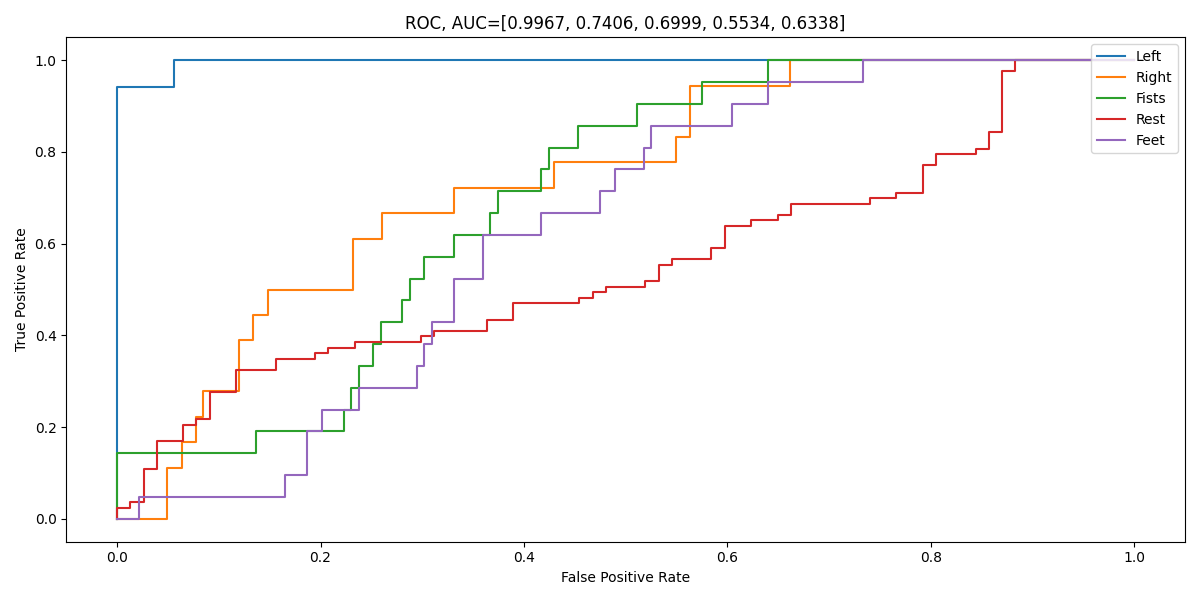 ROC, AUC=[0.9967, 0.7406, 0.6999, 0.5534, 0.6338]
True Positive Rate
1.0
0.8
0.6
0.4
0.2
0.0
Left
Right
Fists
Rest
Feet
0.0 0.2 0.4 0.6 0.8 1.0
False Positive Rate